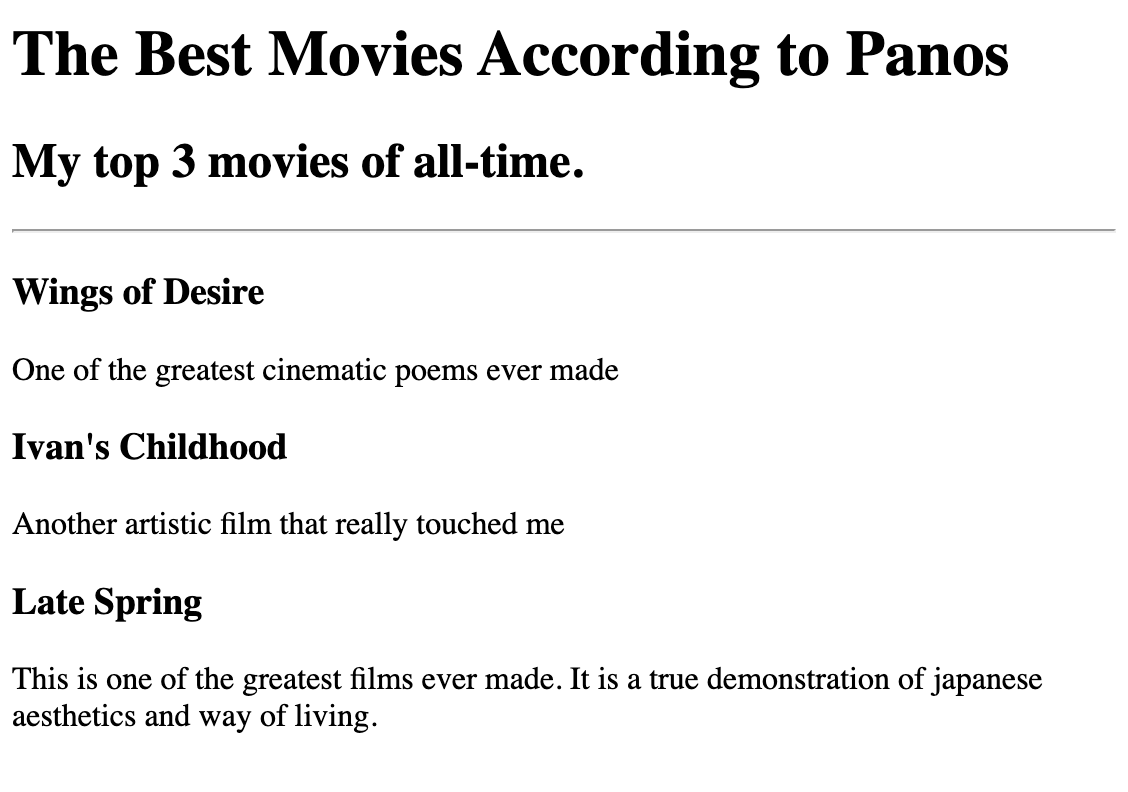 The Best Movies According to Panos
My top 3 movies of all-time.
Wings of Desire
One of the greatest cinematic poems ever made
Ivan's Childhood
Another artistic film that really touched me
Late Spring
This is one of the greatest films ever made. It is a true demonstration of japanese
aesthetics and way of living.